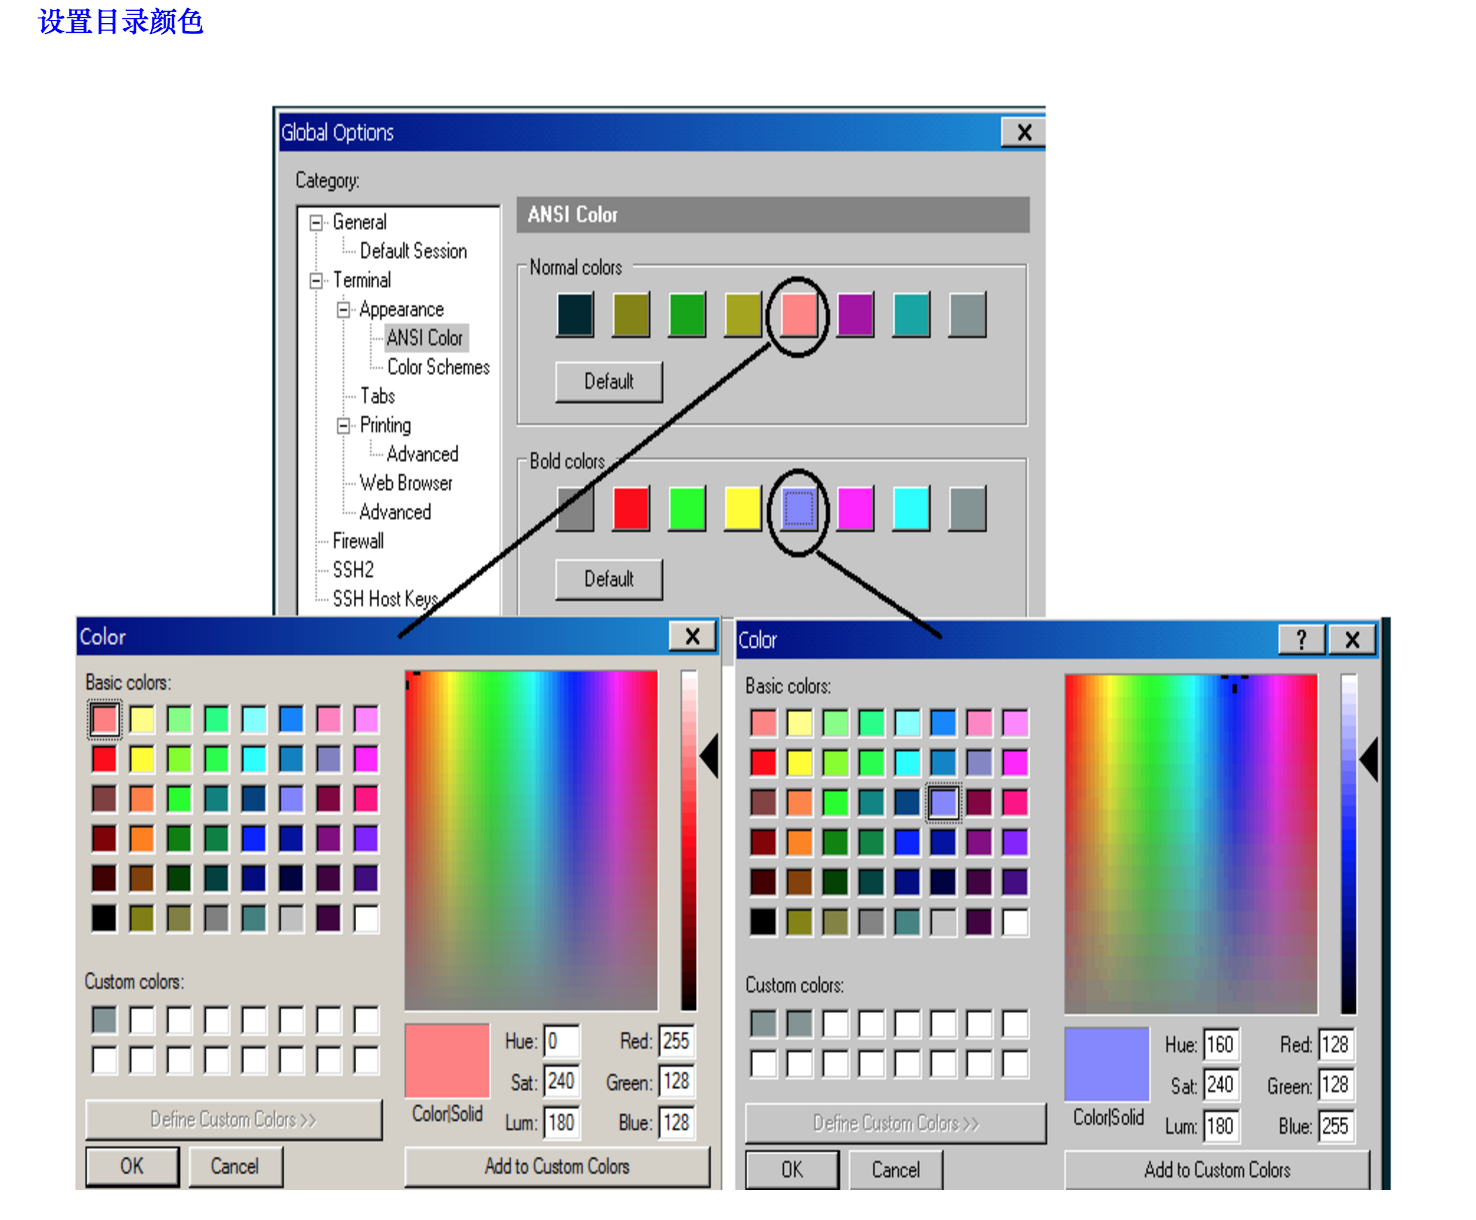 设置目录颜色
Global Options
Category:
General
Default Session
Terminal
Appearance
ANSI Color
Color Schemes
Tabs
Printing
Advanced
Web Browser
Advanced
Firewall
SSH2
SSH Host Keys
ANSI Color
Normal colors
Default
Bold colors
Default
Color
Basic colors:
Custom colors:
Define Custom Colors >>
OK Cancel
Color|Solid
Hue: 0 Red: 255
Sat: 240 Green: 128
Lum: 180 Blue: 128
Add to Custom Colors
Color ?
Basic colors:
Custom colors:
Define Custom Colors >>
OK Cancel
Color|Solid
Hue: 160 Red: 128
Sat: 240 Green: 128
Lum: 180 Blue: 255
Add to Custom Colors